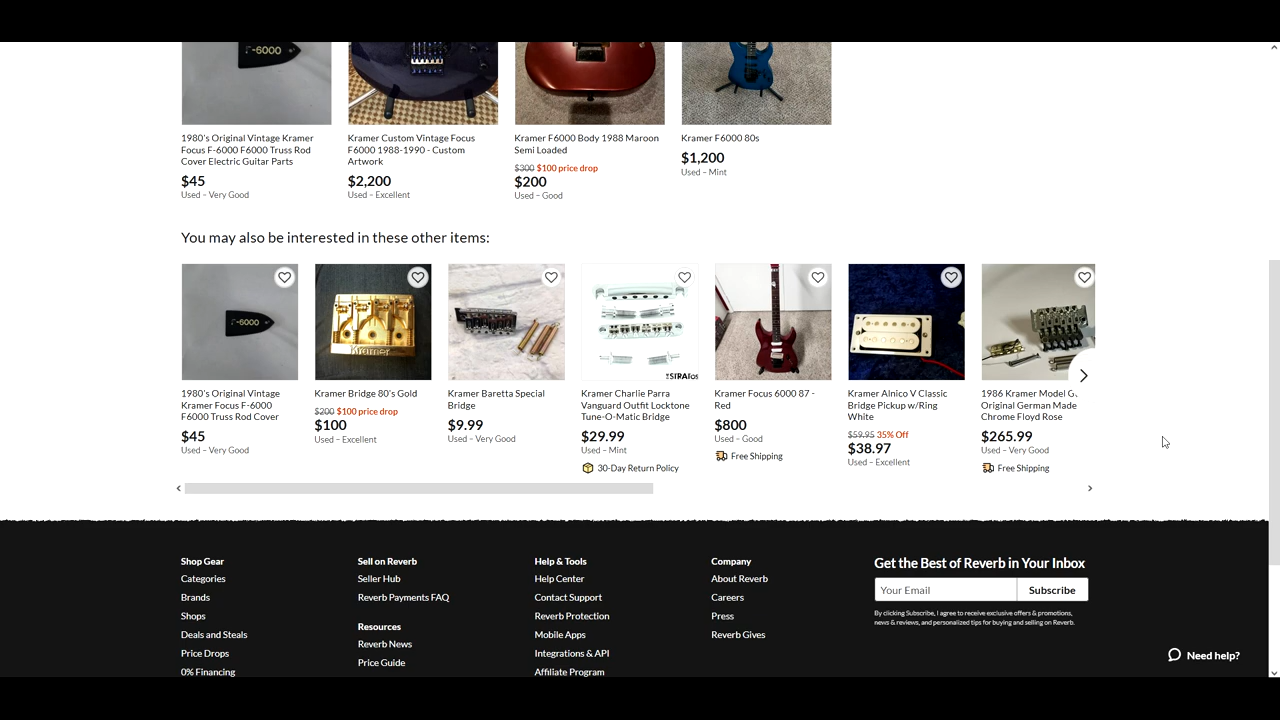 -6000
1980's Original Vintage Kramer
Focus F-6000 F6000 Truss Rod
Cover Electric Guitar Parts
$45
Used – Very Good
Kramer Custom Vintage Focus
F6000 1988-1990 - Custom
Artwork
$2,200
Used – Excellent
Kramer F6000 Body 1988 Maroon
Semi Loaded
$300 $100 price drop
$200
Used – Good
Kramer F6000 80s
$1,200
Used – Mint
You may also be interested in these other items:
-6000
Kramer
STRATos
1980's Original Vintage
Kramer Focus F-6000
F6000 Truss Rod Cover
$45
Used – Very Good
Kramer Bridge 80's Gold
$200 $100 price drop
$100
Used – Excellent
Kramer Baretta Special
Bridge
$9.99
Used – Very Good
Kramer Charlie Parra
Vanguard Outfit Locktone
Tune-O-Matic Bridge
$29.99
Used – Mint
30-Day Return Policy
Kramer Focus 6000 87 -
Red
$800
Used – Good
Free Shipping
Kramer Alnico V Classic
Bridge Pickup w/Ring
White
$59.95 35% Off
$38.97
Used – Excellent
1986 Kramer Model G
Original German Made
Chrome Floyd Rose
$265.99
Used – Very Good
Free Shipping
Shop Gear
Categories
Brands
Shops
Deals and Steals
Price Drops
0% Financing
Sell on Reverb
Seller Hub
Reverb Payments FAQ
Resources
Reverb News
Price Guide
Help & Tools
Help Center
Contact Support
Reverb Protection
Mobile Apps
Integrations & API
Affiliate Program
Company
About Reverb
Careers
Press
Reverb Gives
Get the Best of Reverb in Your Inbox
Your Email
Subscribe
By clicking Subscribe, I agree to receive exclusive offers & promotions,
news & reviews, and personalized tips for buying and selling on Reverb.
Need help?